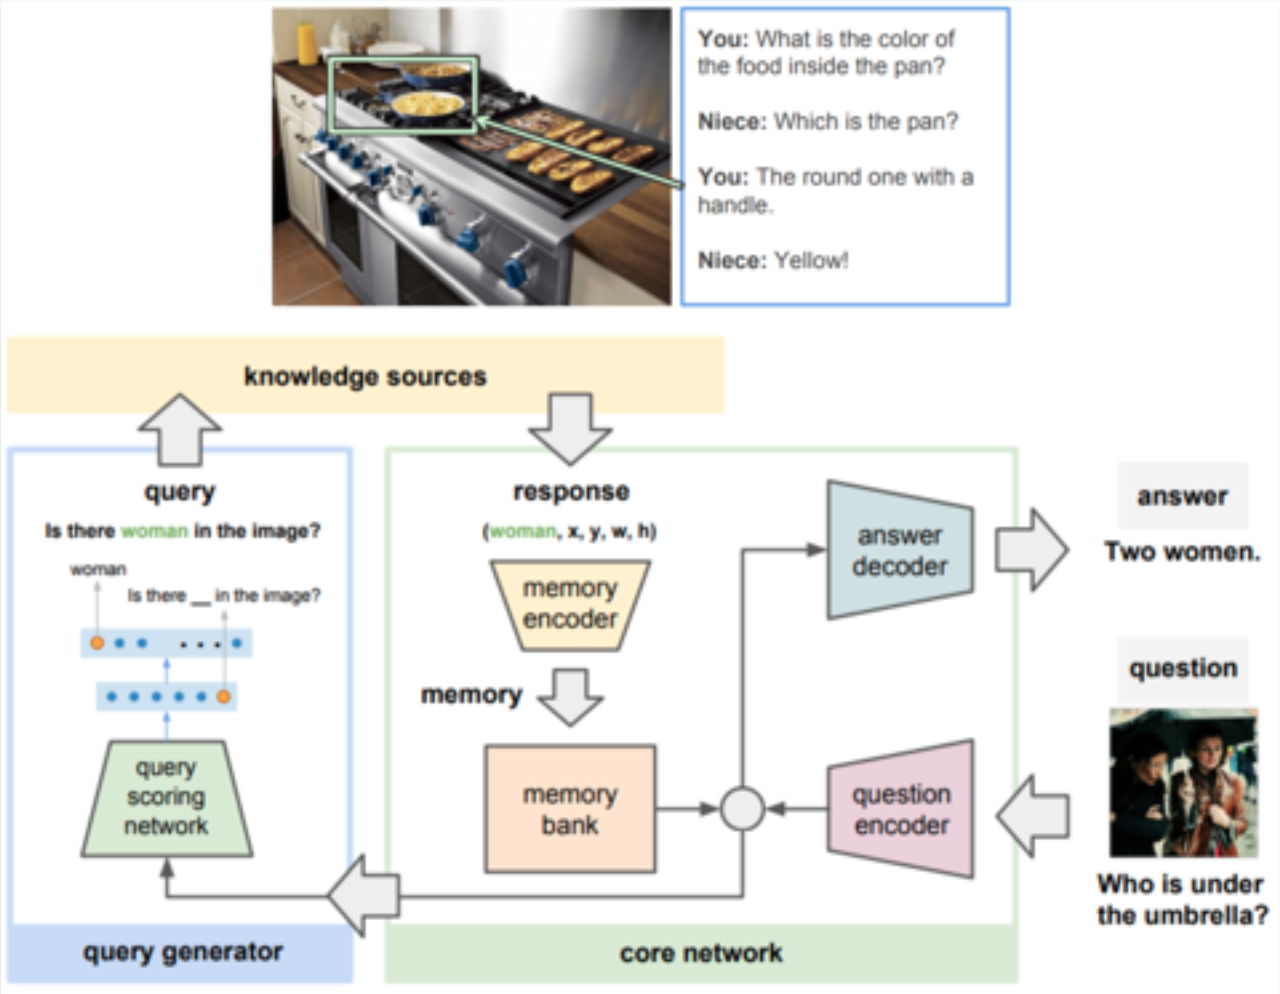 You: What is the color of
the food inside the pan?
Niece: Which is the pan?
You: The round one with a
handle.
Niece: Yellow!
knowledge sources
query
Is there woman in the image?
woman
Is there __ in the image?
query
scoring
network
query generator
response
(woman, x, y, w, h)
memory
encoder
memory
memory
bank
answer
decoder
question
encoder
core network
answer
Two women.
question
Who is under
the umbrella?